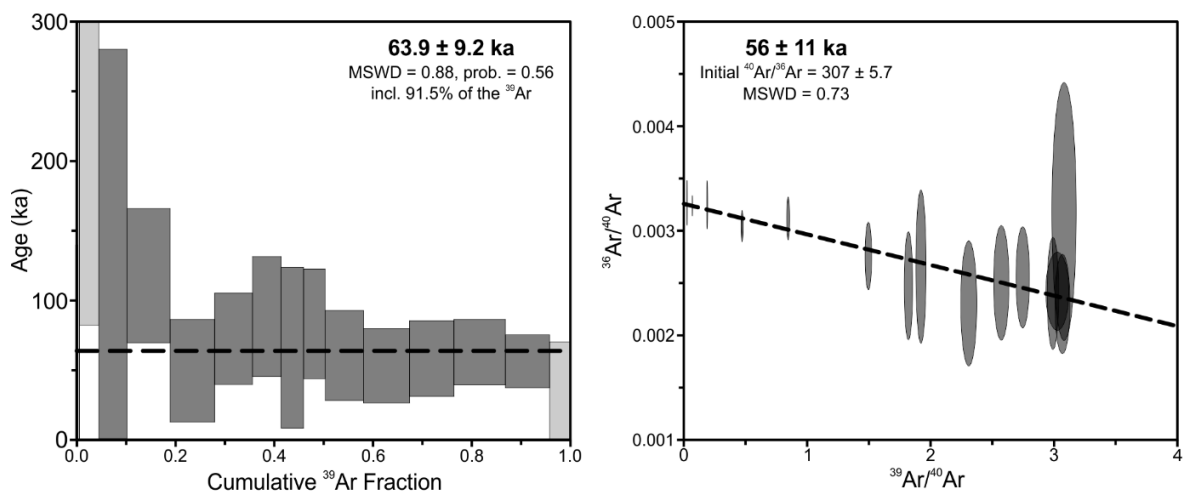 300
200
100
0
Age (ka)
63.9 ± 9.2 ka
MSWD = 0.88, prob. = 0.56
incl. 91.5% of the ³⁹Ar
0.0 0.2 0.4 0.6 0.8 1.0
Cumulative ³⁹Ar Fraction
0.005
0.004
0.003
0.002
0.001
³⁶Ar/⁴⁰Ar
56 ± 11 ka
Initial ⁴⁰Ar/³⁶Ar = 307 ± 5.7
MSWD = 0.73
0 1 2 3 4
³⁹Ar/⁴⁰Ar